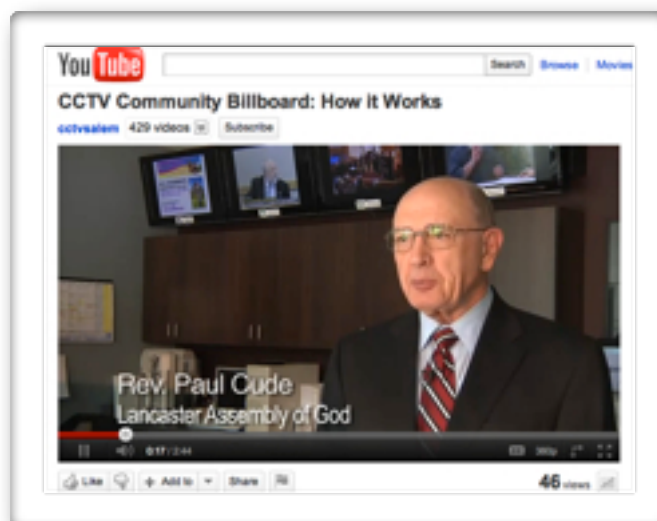 You Tube Search Browse Movies
CCTV Community Billboard: How it Works
cctvsalem 429 videos Subscribe
Rev. Paul Cude
Lancaster Assembly of God
0:17 / 2:44 360p
Like + Add to Share 46 views